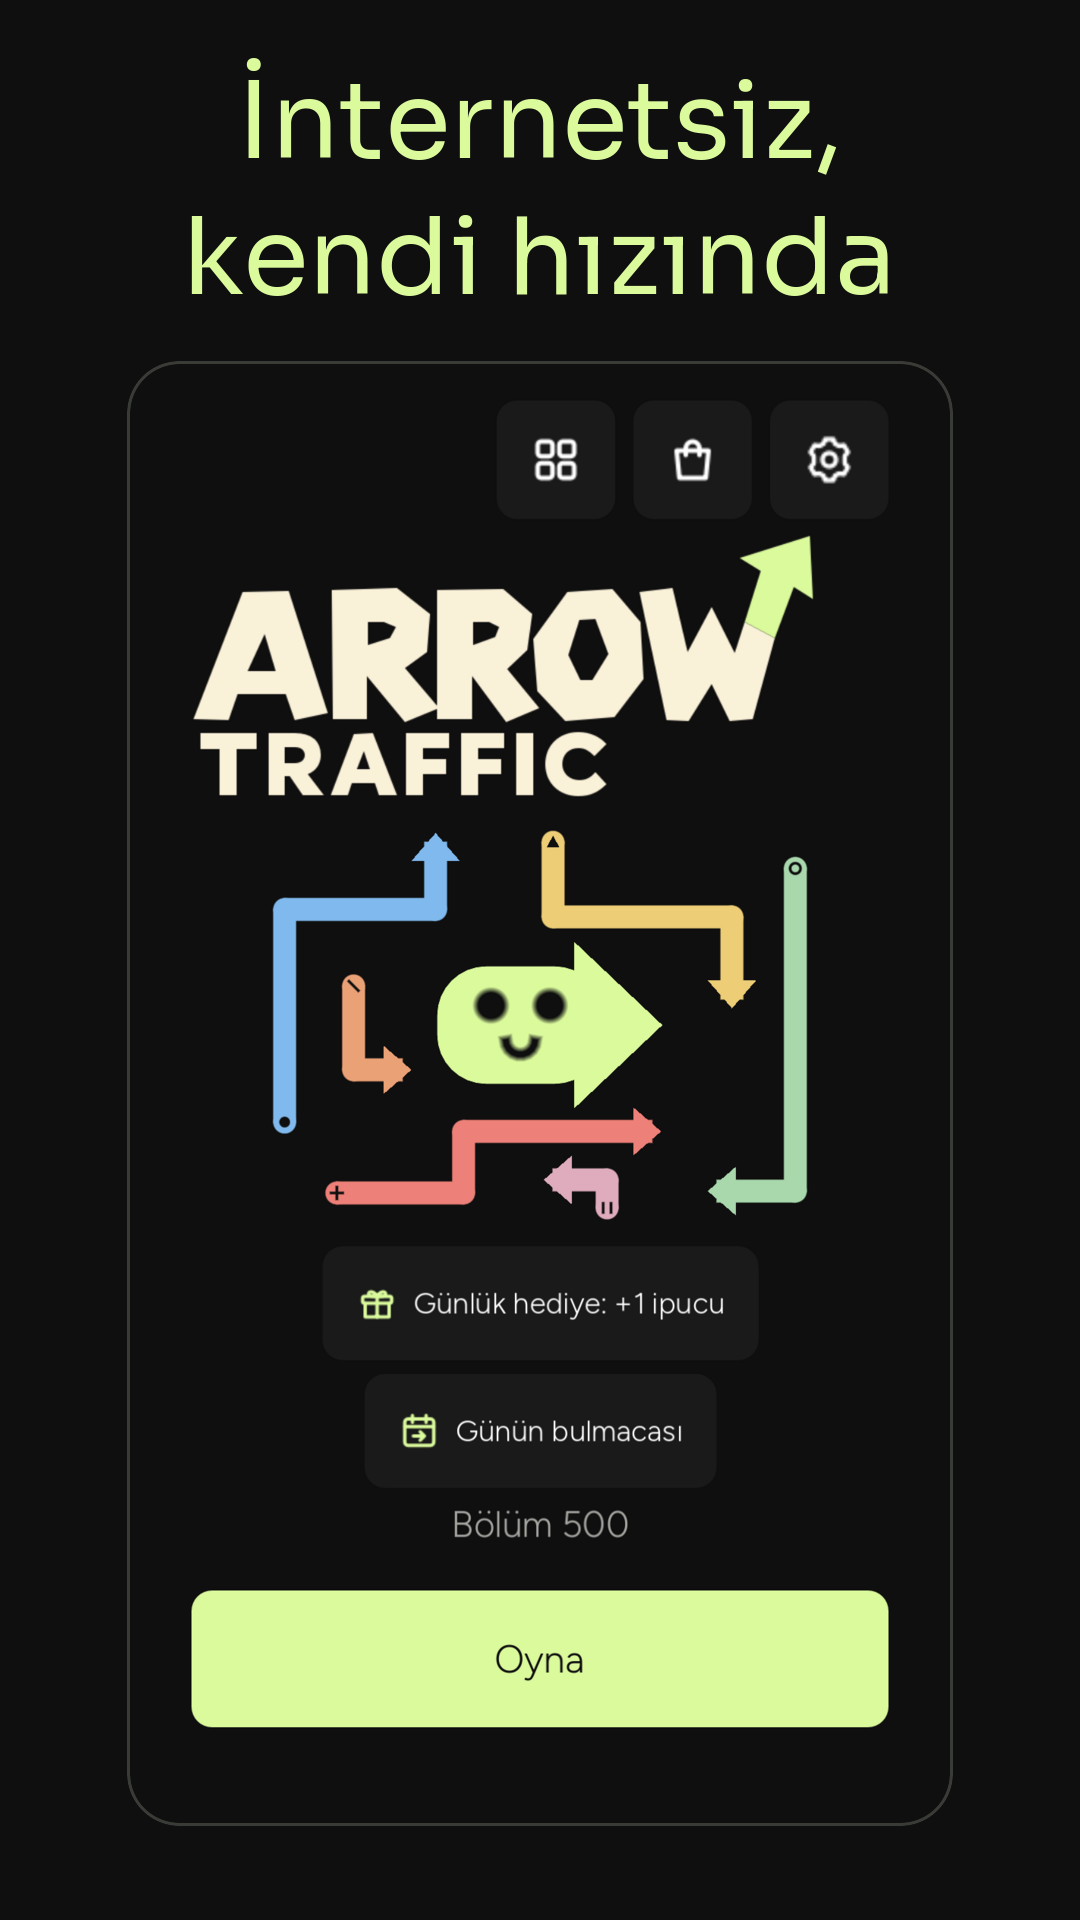 İnternetsiz,
kendi hızında
ARROW
TRAFFIC
Günlük hediye: +1 ipucu
Günün bulmacası
Bölüm 500
Oyna